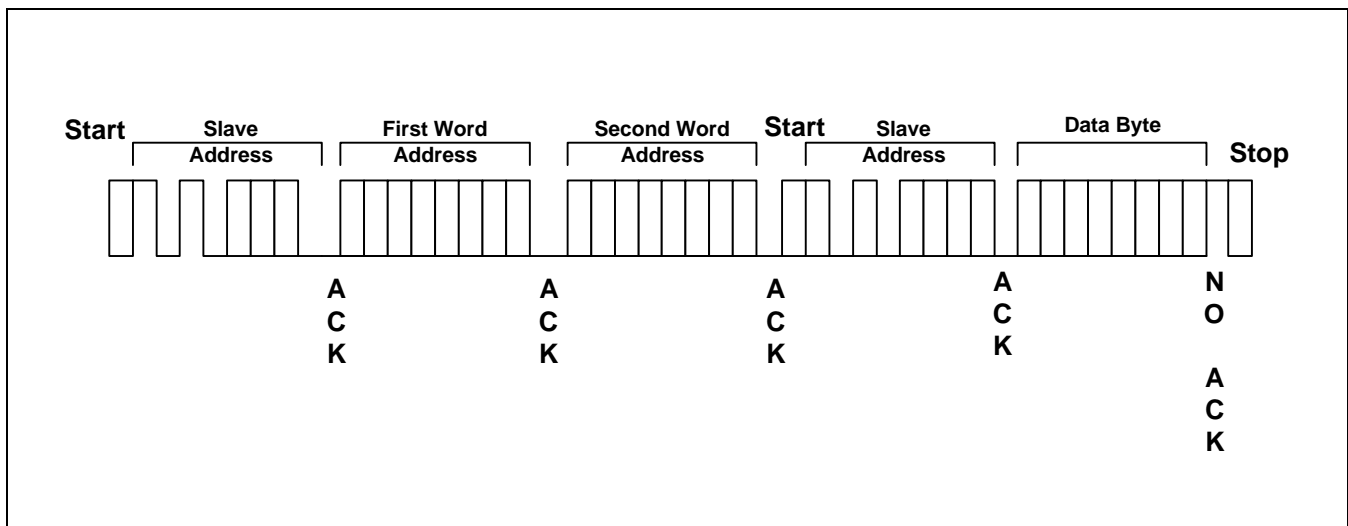 Start
Slave
Address
First Word
Address
Second Word
Address
Start
Slave
Address
Data Byte
Stop
A
C
K
A
C
K
A
C
K
A
C
K
N
O
A
C
K